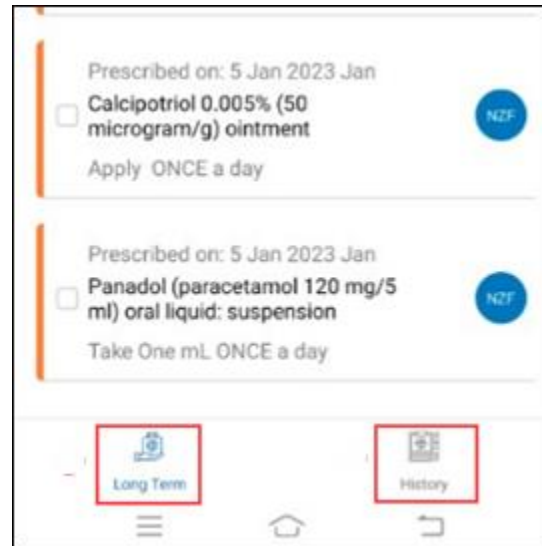 Prescribed on: 5 Jan 2023 Jan
Calcipotriol 0.005% (50
microgram/g) ointment
NZF
Apply ONCE a day
Prescribed on: 5 Jan 2023 Jan
Panadol (paracetamol 120 mg/5
ml) oral liquid: suspension
NZF
Take One mL ONCE a day
Long Term
History